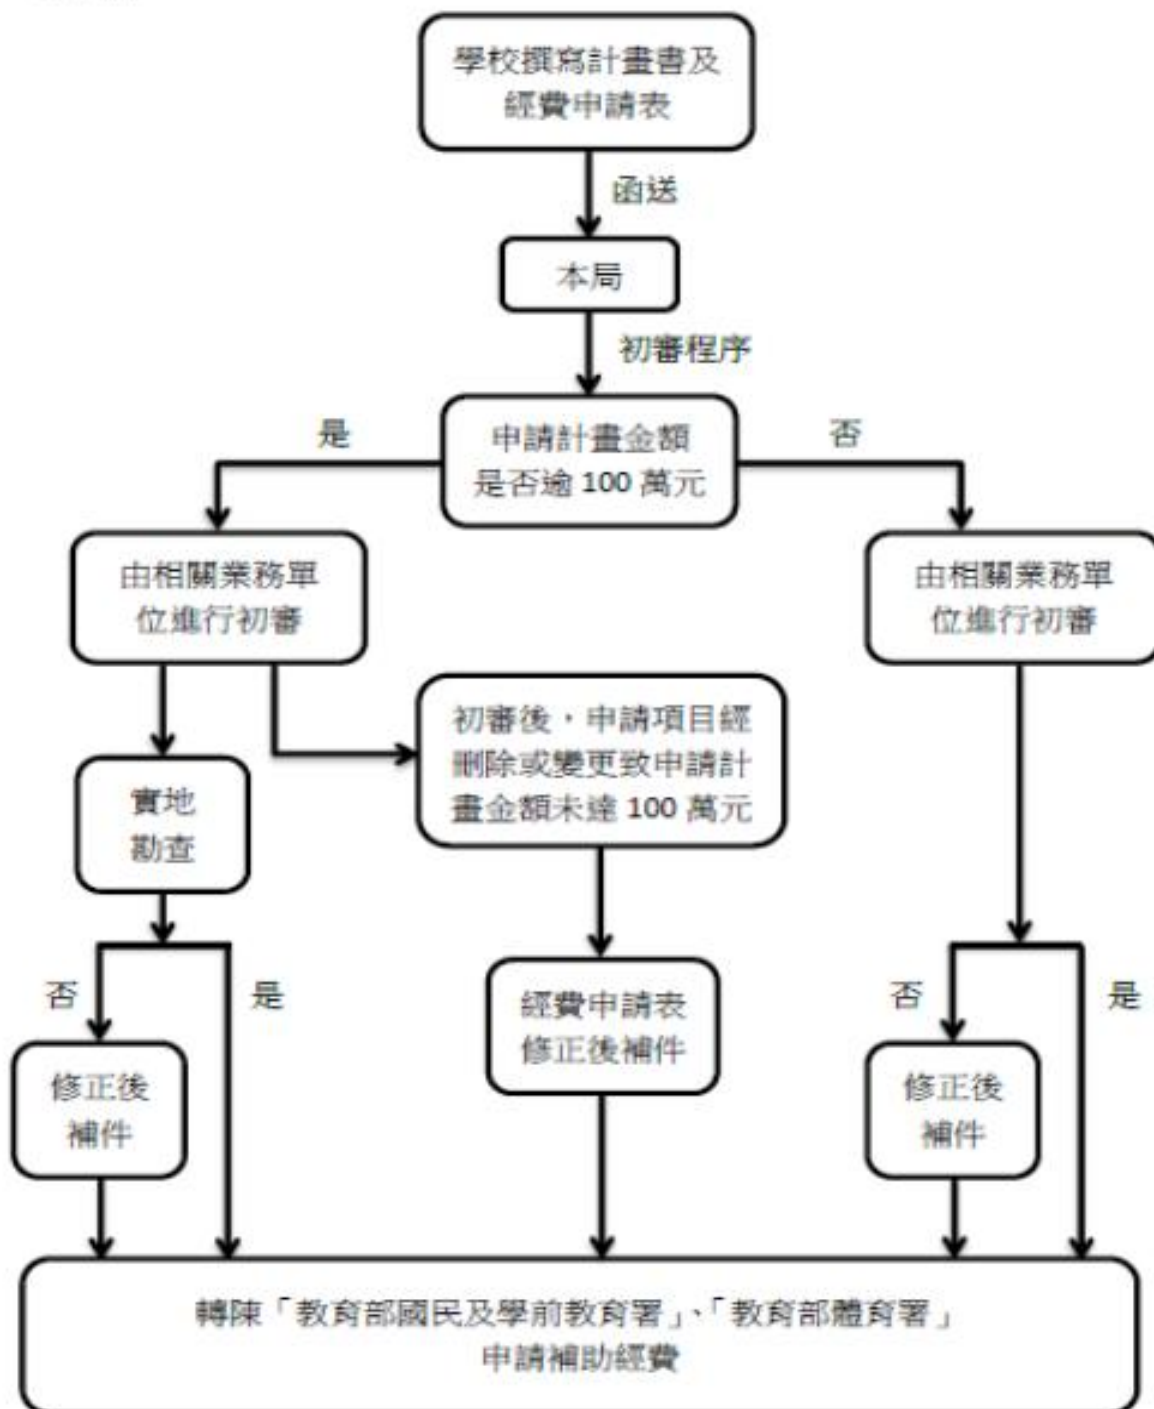 學校撰寫計畫書及
經費申請表
函送
本局
初審程序
是
申請計畫金額
是否逾 100 萬元
否
由相關業務單
位進行初審
由相關業務單
位進行初審
初審後，申請項目經
刪除或變更致申請計
畫金額未達 100 萬元
實地
勘查
否
是
經費申請表
修正後補件
否
是
修正後
補件
修正後
補件
轉陳「教育部國民及學前教育署」、「教育部體育署」
申請補助經費